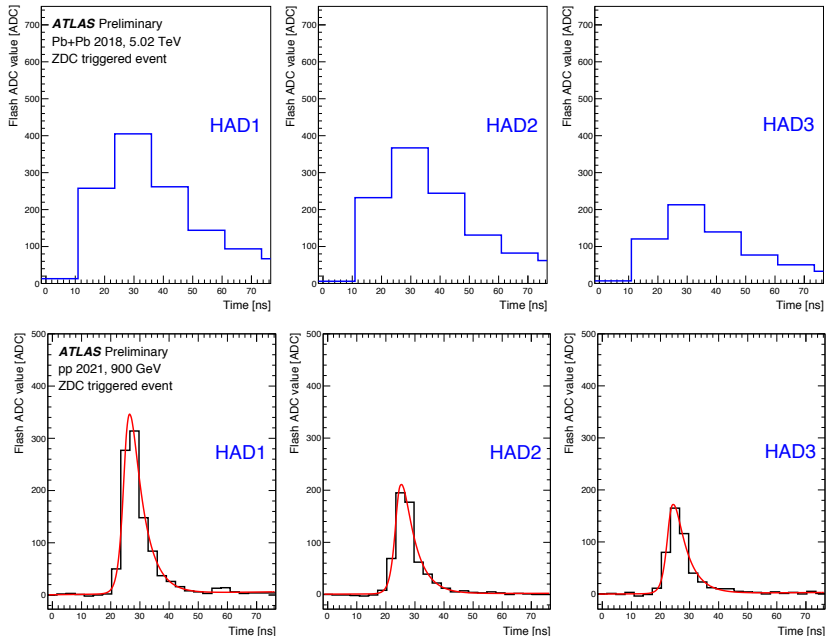 Flash ADC value [ADC]
700
600
500
400
300
200
100
0
ATLAS Preliminary
Pb+Pb 2018, 5.02 TeV
ZDC triggered event
HAD1
0 10 20 30 40 50 60 70
Time [ns]
Flash ADC value [ADC]
700
600
500
400
300
200
100
0
HAD2
0 10 20 30 40 50 60 70
Time [ns]
Flash ADC value [ADC]
700
600
500
400
300
200
100
0
HAD3
0 10 20 30 40 50 60 70
Time [ns]
Flash ADC value [ADC]
500
400
300
200
100
0
ATLAS Preliminary
pp 2021, 900 GeV
ZDC triggered event
HAD1
0 10 20 30 40 50 60 70
Time [ns]
Flash ADC value [ADC]
500
400
300
200
100
0
HAD2
0 10 20 30 40 50 60 70
Time [ns]
Flash ADC value [ADC]
500
400
300
200
100
0
HAD3
0 10 20 30 40 50 60 70
Time [ns]